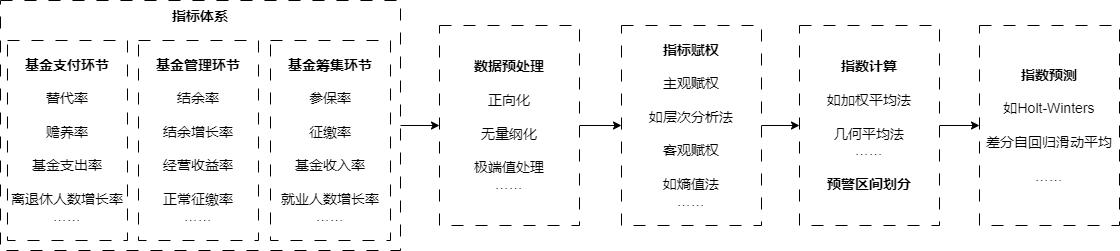 指标体系
基金支付环节
替代率
赡养率
基金支出率
离退休人数增长率
……
基金管理环节
结余率
结余增长率
经营收益率
正常征缴率
……
基金筹集环节
参保率
征缴率
基金收入率
就业人数增长率
……
数据预处理
正向化
无量纲化
极端值处理
……
指标赋权
主观赋权
如层次分析法
客观赋权
如熵值法
……
指数计算
如加权平均法
几何平均法
……
预警区间划分
指数预测
如Holt-Winters
差分自回归滑动平均
……